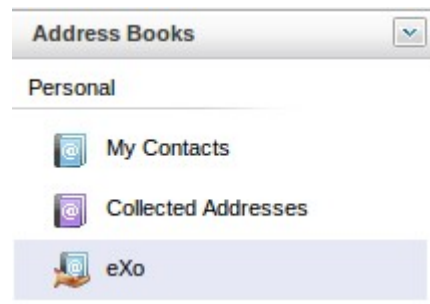 Address Books
Personal
My Contacts
Collected Addresses
eXo